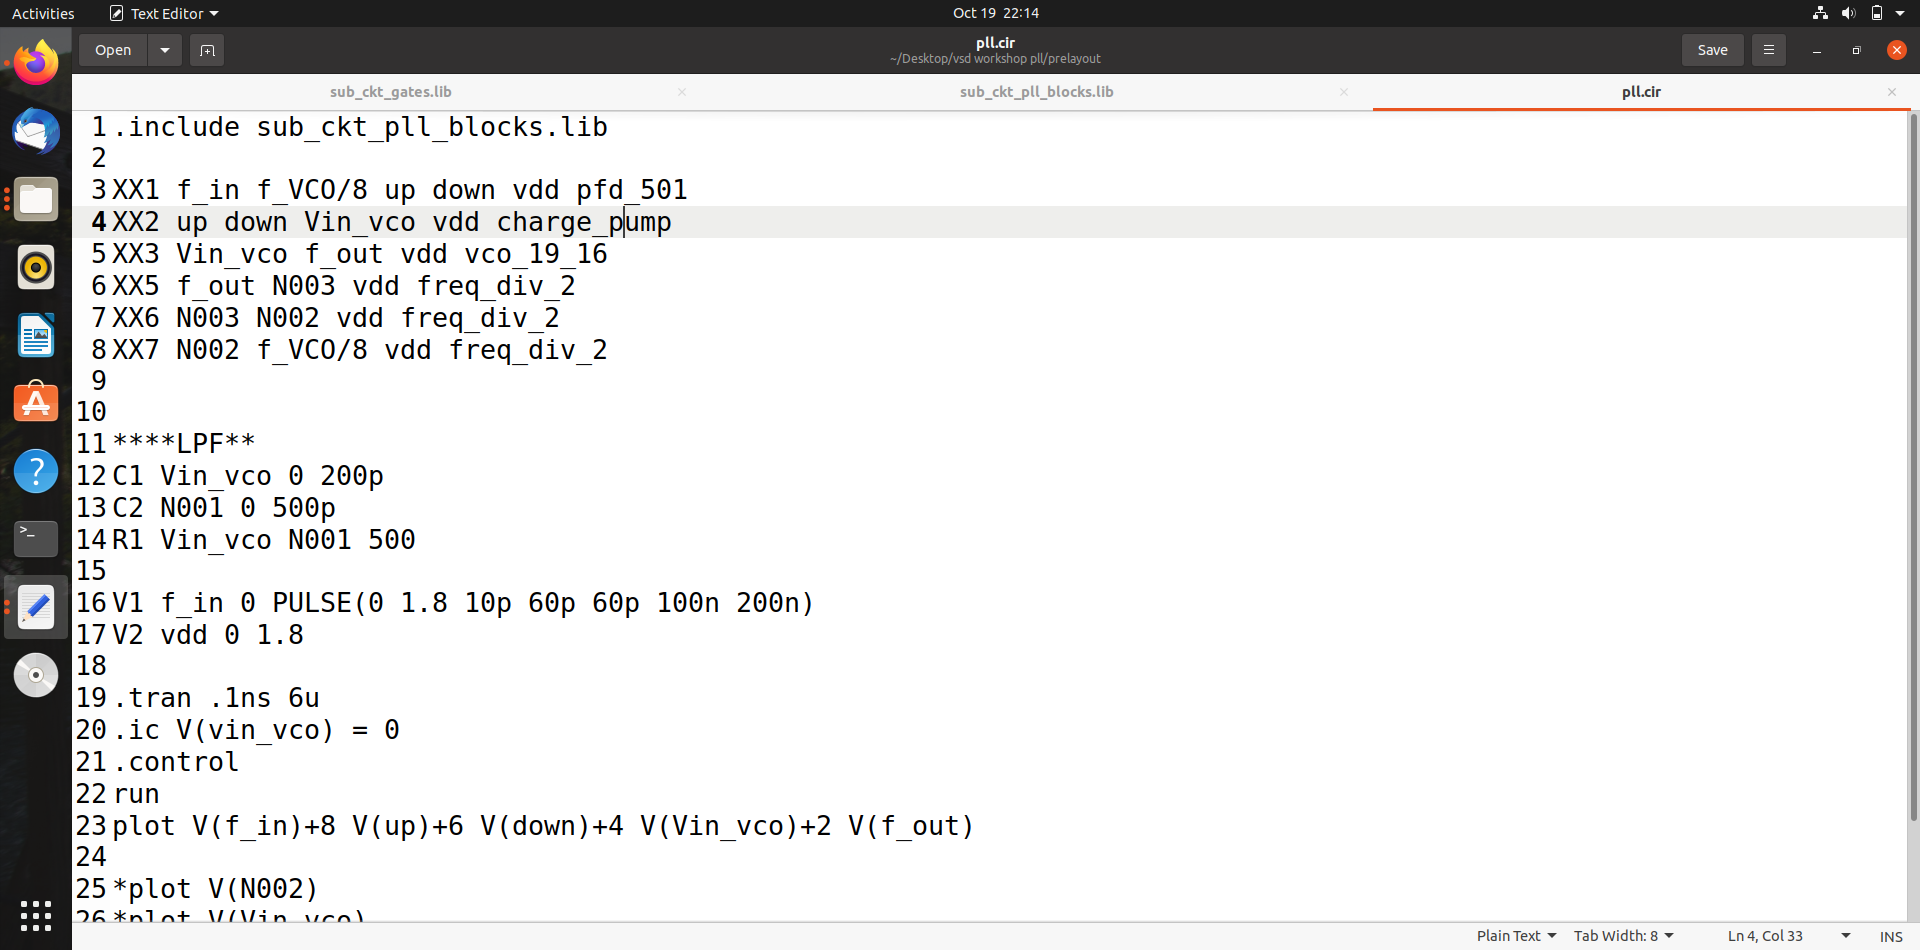 Activities
Text Editor
Oct 19 22:14
Open
pll.cir
~/Desktop/vsd workshop pll/prelayout
Save
sub_ckt_gates.lib
sub_ckt_pll_blocks.lib
pll.cir
1 .include sub_ckt_pll_blocks.lib
2
3 XX1 f_in f_VCO/8 up down vdd pfd_501
4 XX2 up down Vin_vco vdd charge_pump
5 XX3 Vin_vco f_out vdd vco_19_16
6 XX5 f_out N003 vdd freq_div_2
7 XX6 N003 N002 vdd freq_div_2
8 XX7 N002 f_VCO/8 vdd freq_div_2
9
10
11 ****LPF**
12 C1 Vin_vco 0 200p
13 C2 N001 0 500p
14 R1 Vin_vco N001 500
15
16 V1 f_in 0 PULSE(0 1.8 10p 60p 60p 100n 200n)
17 V2 vdd 0 1.8
18
19 .tran .1ns 6u
20 .ic V(vin_vco) = 0
21 .control
22 run
23 plot V(f_in)+8 V(up)+6 V(down)+4 V(Vin_vco)+2 V(f_out)
24
25 *plot V(N002)
26 *plot V(Vin_vco)
Plain Text
Tab Width: 8
Ln 4, Col 33
INS